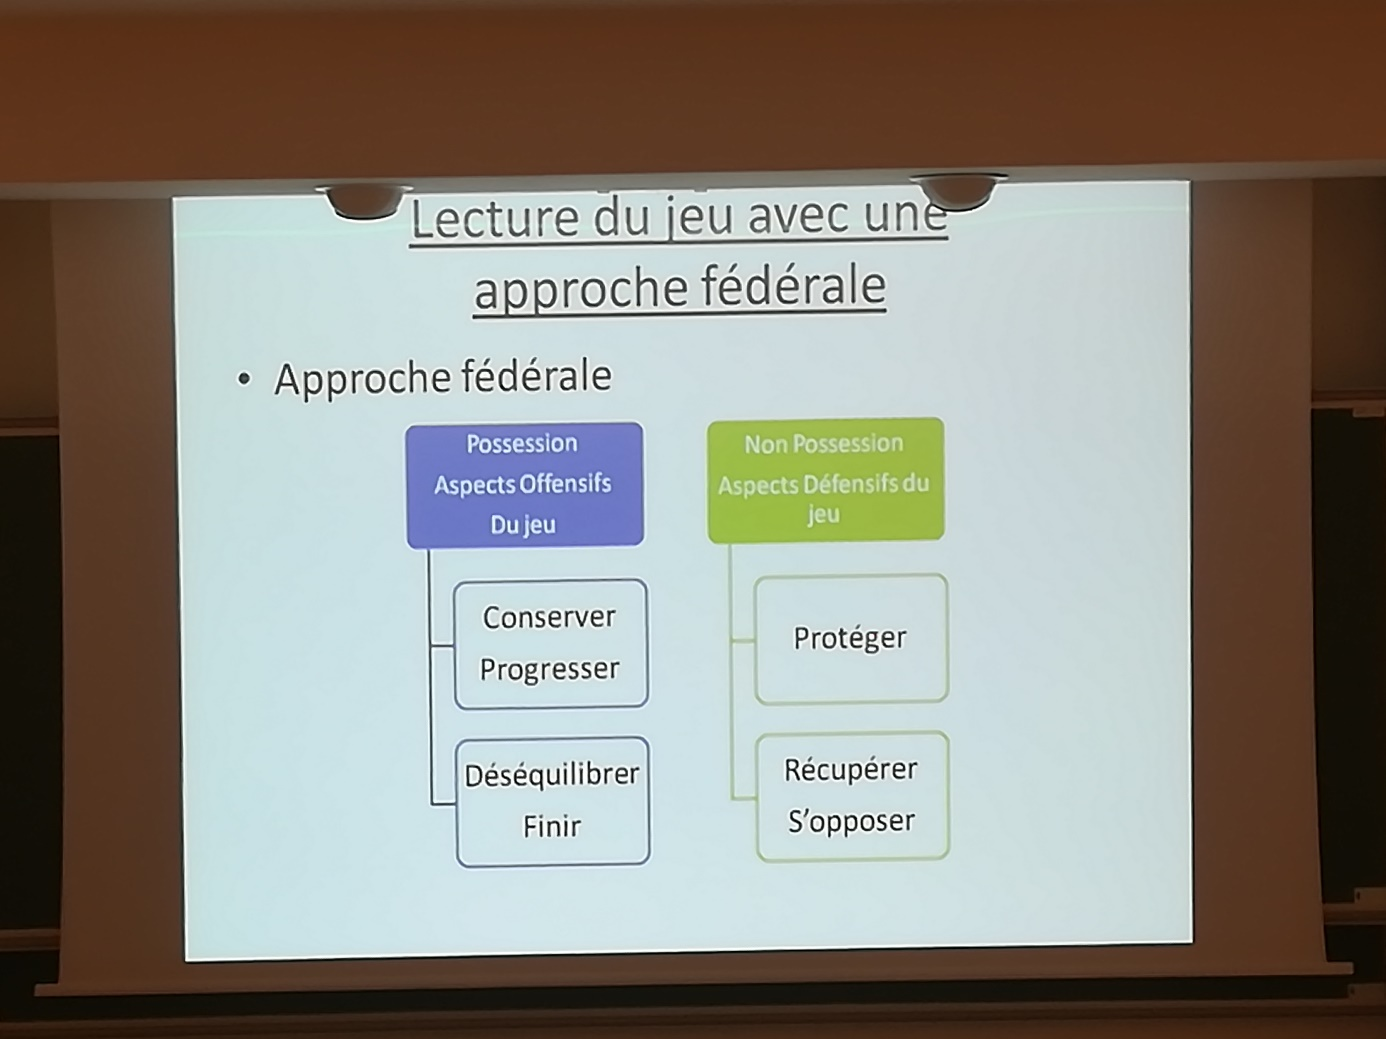 Lecture du jeu avec une
approche fédérale
• Approche fédérale
Possession
Aspects Offensifs
Du jeu
Non Possession
Aspects Défensifs du
jeu
Conserver
Progresser
Protéger
Déséquilibrer
Finir
Récupérer
S'opposer